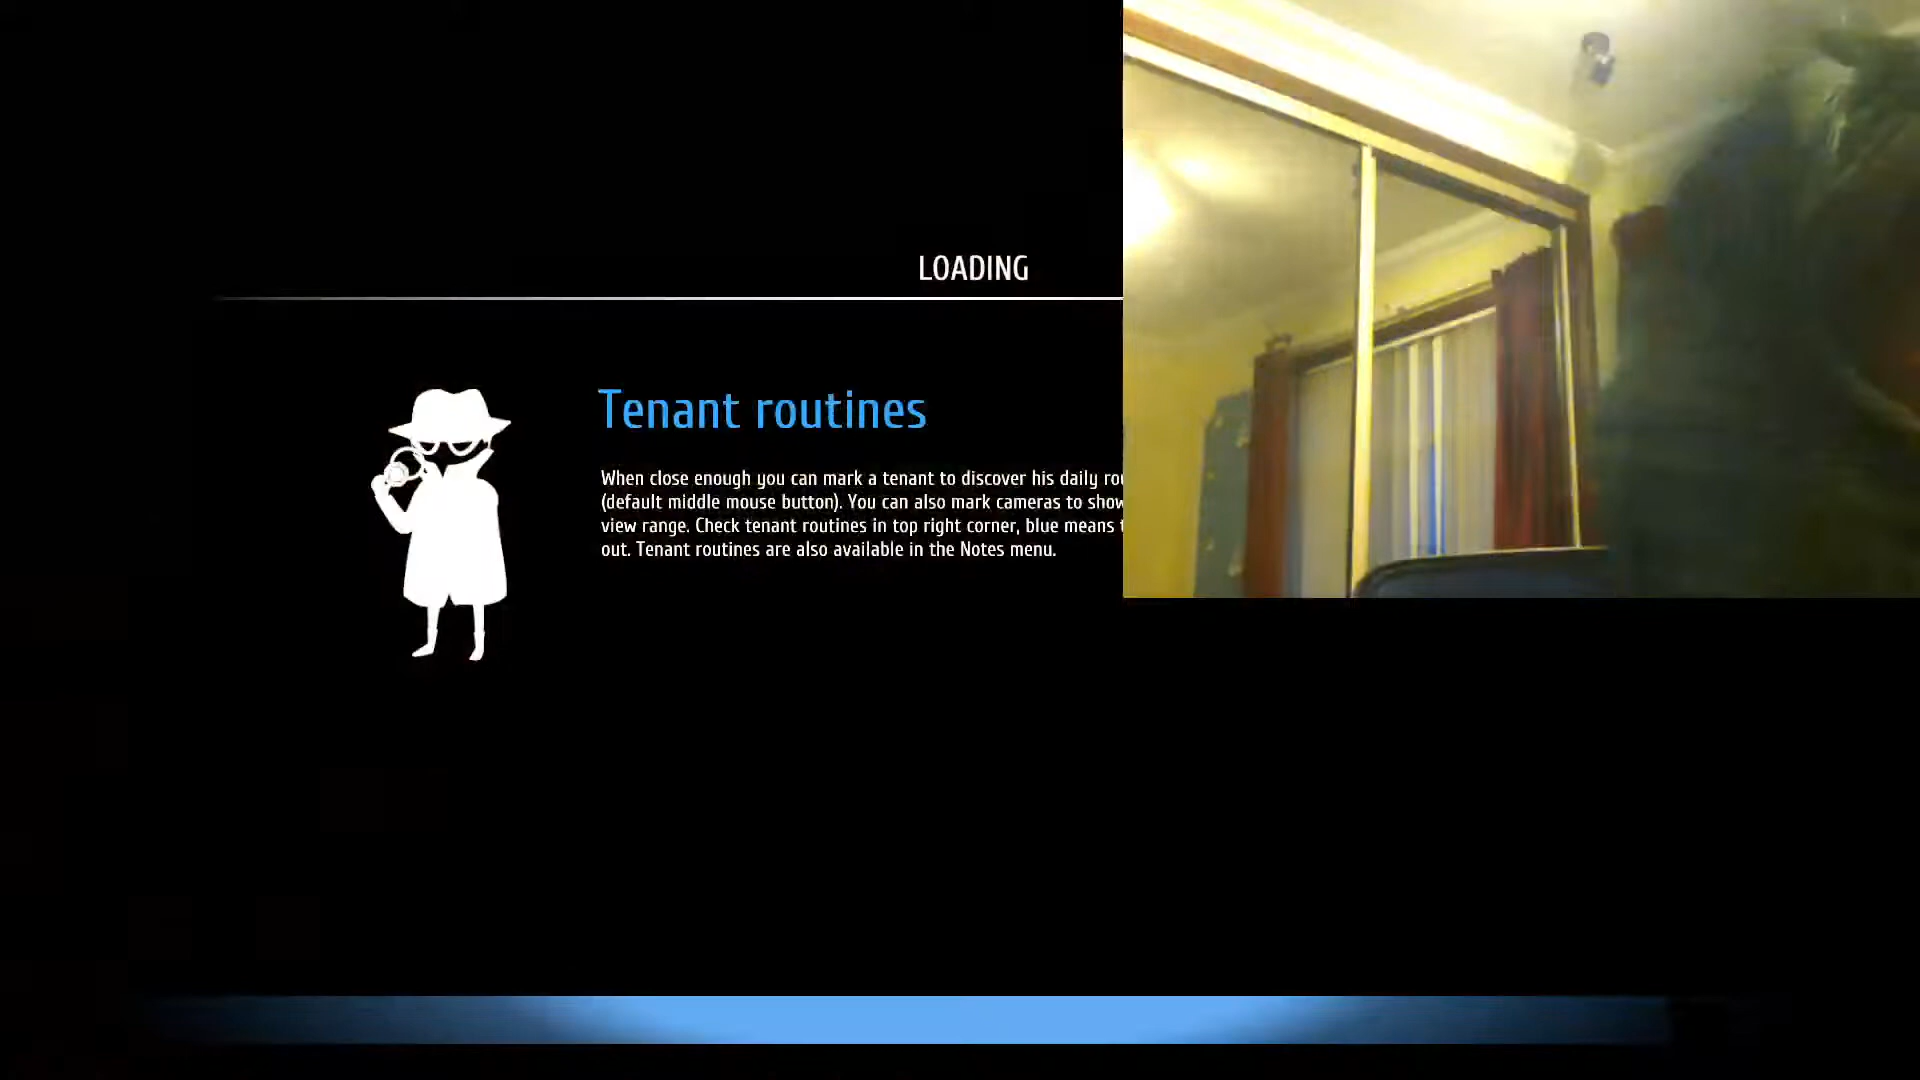 LOADING
Tenant routines
When close enough you can mark a tenant to discover his daily
(default middle mouse button). You can also mark cameras to show
view range. Check tenant routines in top right corner, blue means
out. Tenant routines are also available in the Notes menu.